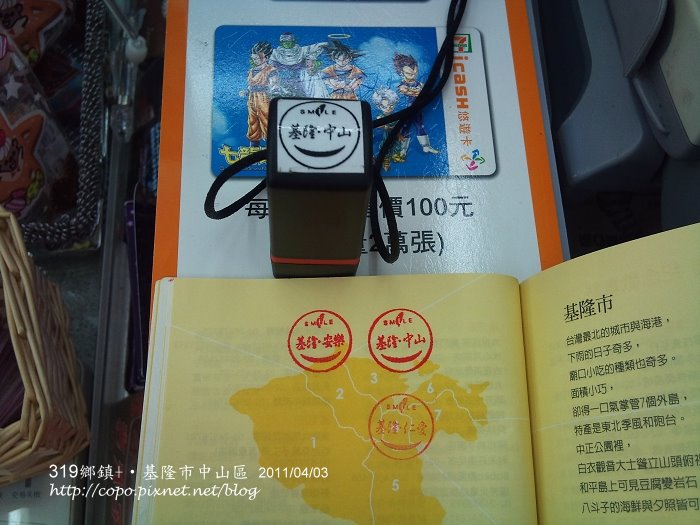 icash
悠遊卡
SMILE
基隆·中山
每
價100元
2萬張)
SMILE
基隆·安樂
SMILE
基隆·中山
SMILE
基隆·仁愛
1
2
3
5
7
基隆市
台灣最北的城市與海港，
下雨的日子奇多，
廟口小吃的種類也奇多。
面積小巧，
卻得一口氣掌管7個外島，
特產是東北季風和砲台。
中正公園裡，
白衣觀音大士聳立山頭俯
和平島上可見豆腐變岩石
八斗子的海鮮與夕照皆可
319鄉鎮+·基隆市中山區 2011/04/03
http://copo.pixnet.net/blog